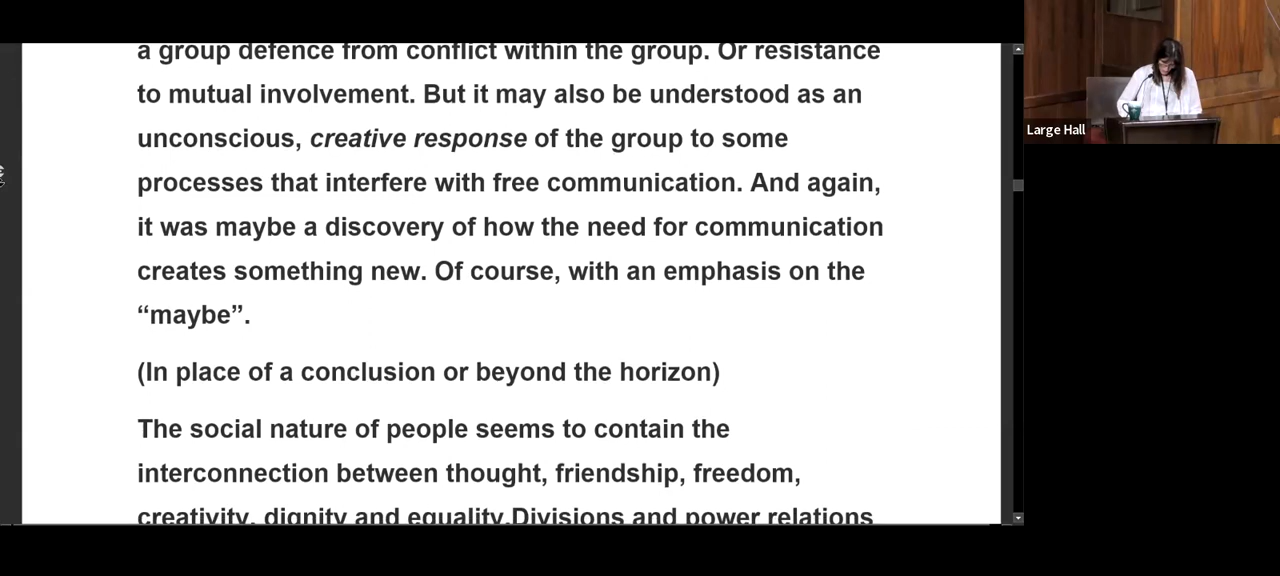 a group defence from conflict within the group. Or resistance
to mutual involvement. But it may also be understood as an
unconscious, creative response of the group to some
processes that interfere with free communication. And again,
it was maybe a discovery of how the need for communication
creates something new. Of course, with an emphasis on the
“maybe”.
(In place of a conclusion or beyond the horizon)
The social nature of people seems to contain the
interconnection between thought, friendship, freedom,
creativity, dignity and equality.Divisions and power relations
Large Hall